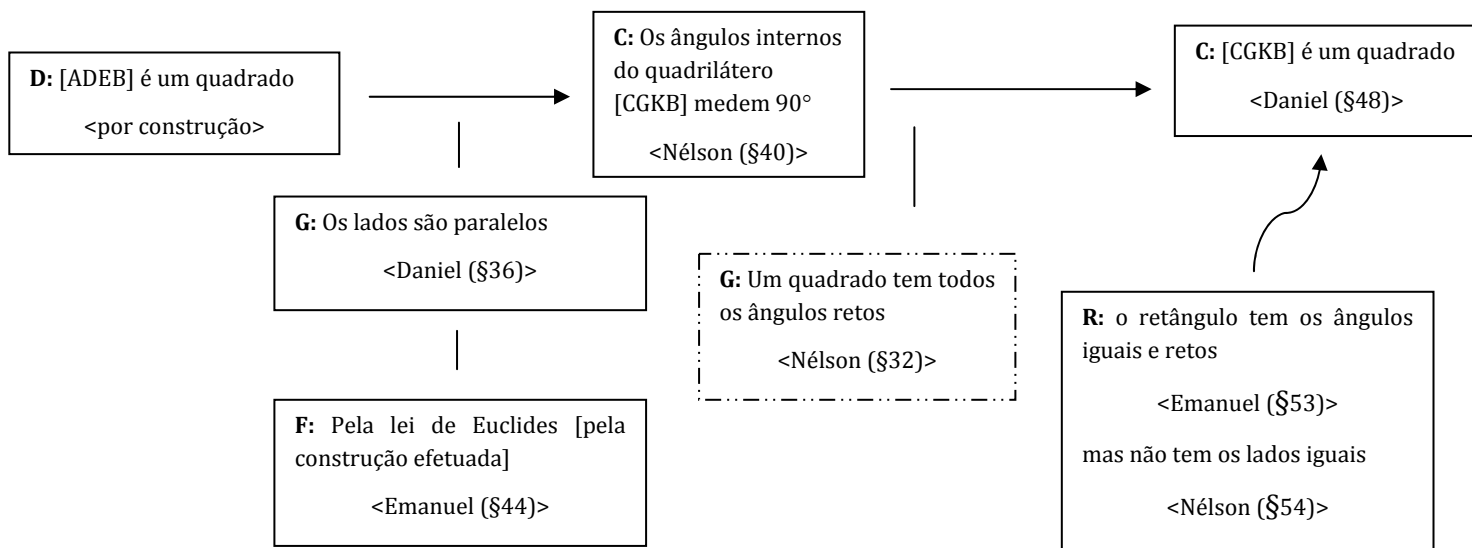 D: [ADEB] é um quadrado
<por construção>
C: Os ângulos internos
do quadrilátero
[CGKB] medem 90°
<Nélson (§40)>
C: [CGKB] é um quadrado
<Daniel (§48)>
G: Os lados são paralelos
<Daniel (§36)>
G: Um quadrado tem todos
os ângulos retos
<Nélson (§32)>
F: Pela lei de Euclides [pela
construção efetuada]
<Emanuel (§44)>
R: o retângulo tem os ângulos
iguais e retos
<Emanuel (§53)>
mas não tem os lados iguais
<Nélson (§54)>